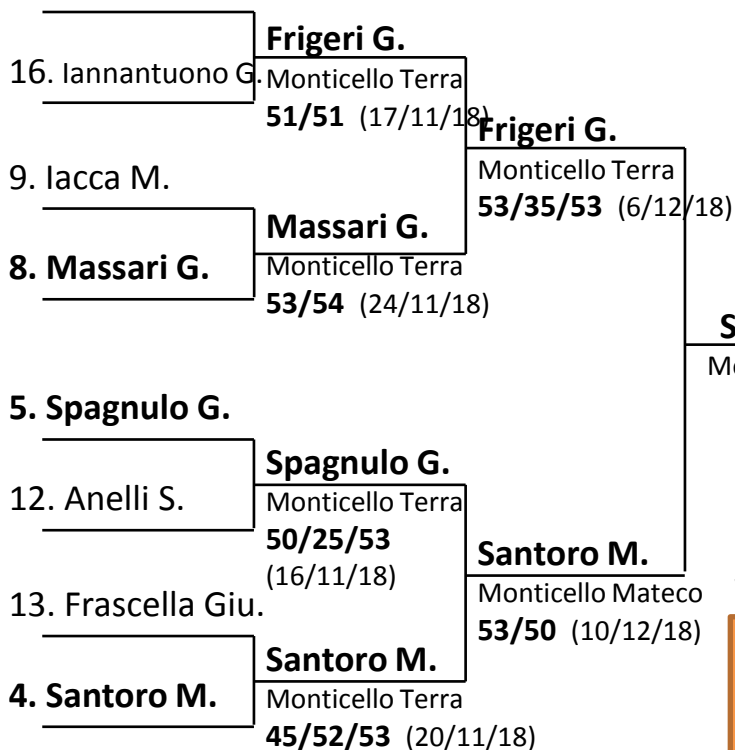 16. Iannantuono G.
Frigeri G.
Monticello Terra
51/51 (17/11/18)
9. Iacca M.
8. Massari G.
Massari G.
Monticello Terra
53/54 (24/11/18)
Frigeri G.
Monticello Terra
53/35/53 (6/12/18)
5. Spagnulo G.
12. Anelli S.
Spagnulo G.
Monticello Terra
50/25/53
(16/11/18)
13. Frascella Giu.
4. Santoro M.
Santoro M.
Monticello Terra
45/52/53 (20/11/18)
Santoro M.
Monticello Mateco
53/50 (10/12/18)